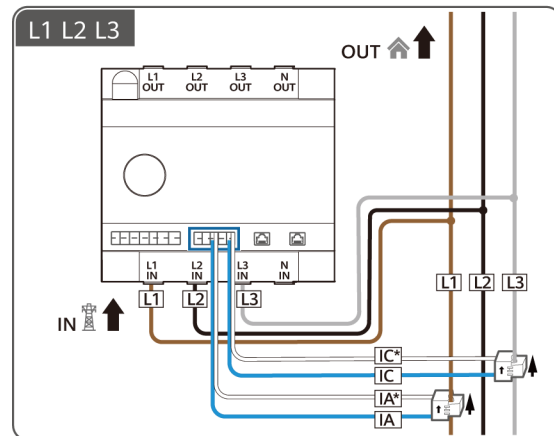 L1 L2 L3
OUT
L1 OUT
L2 OUT
L3 OUT
N OUT
L1 IN
L2 IN
L3 IN
N IN
L1
L2
L3
L1
L2
L3
IN
IC*
IC
IA*
IA